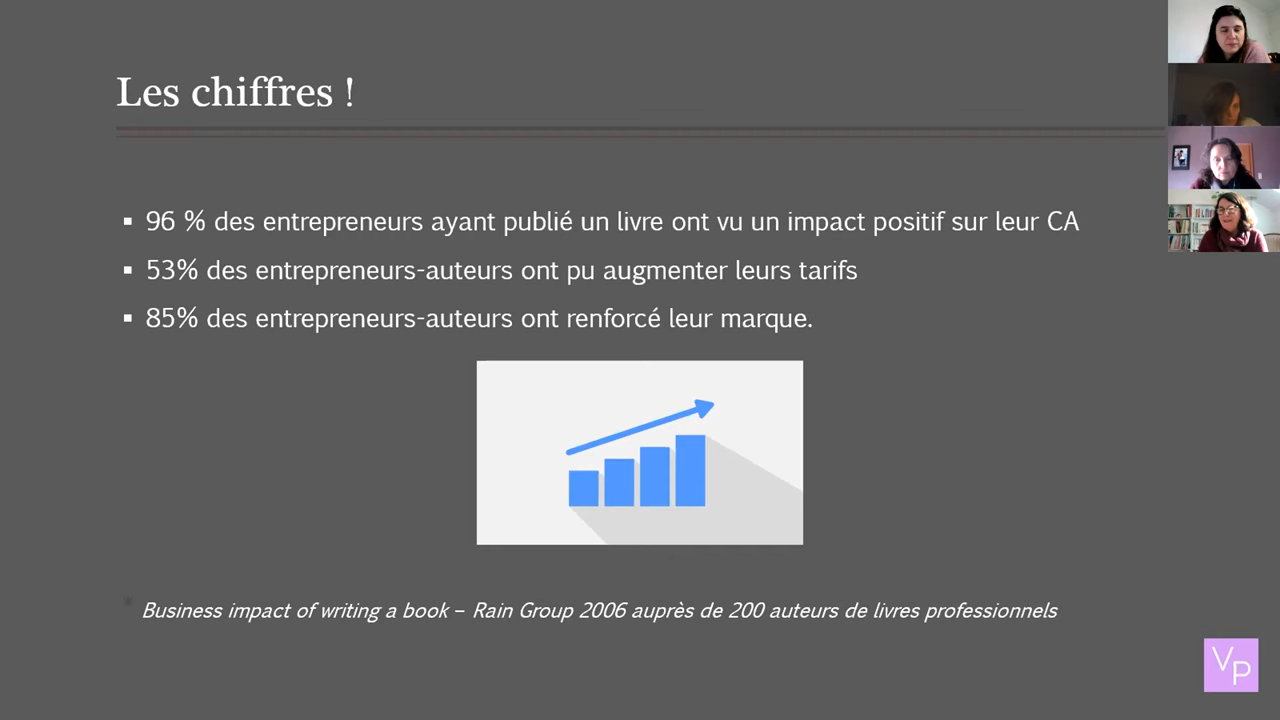 Les chiffres !
96 % des entrepreneurs ayant publié un livre ont vu un impact positif sur leur CA
53% des entrepreneurs-auteurs ont pu augmenter leurs tarifs
85% des entrepreneurs-auteurs ont renforcé leur marque.
Business impact of writing a book – Rain Group 2006 auprès de 200 auteurs de livres professionnels
VP